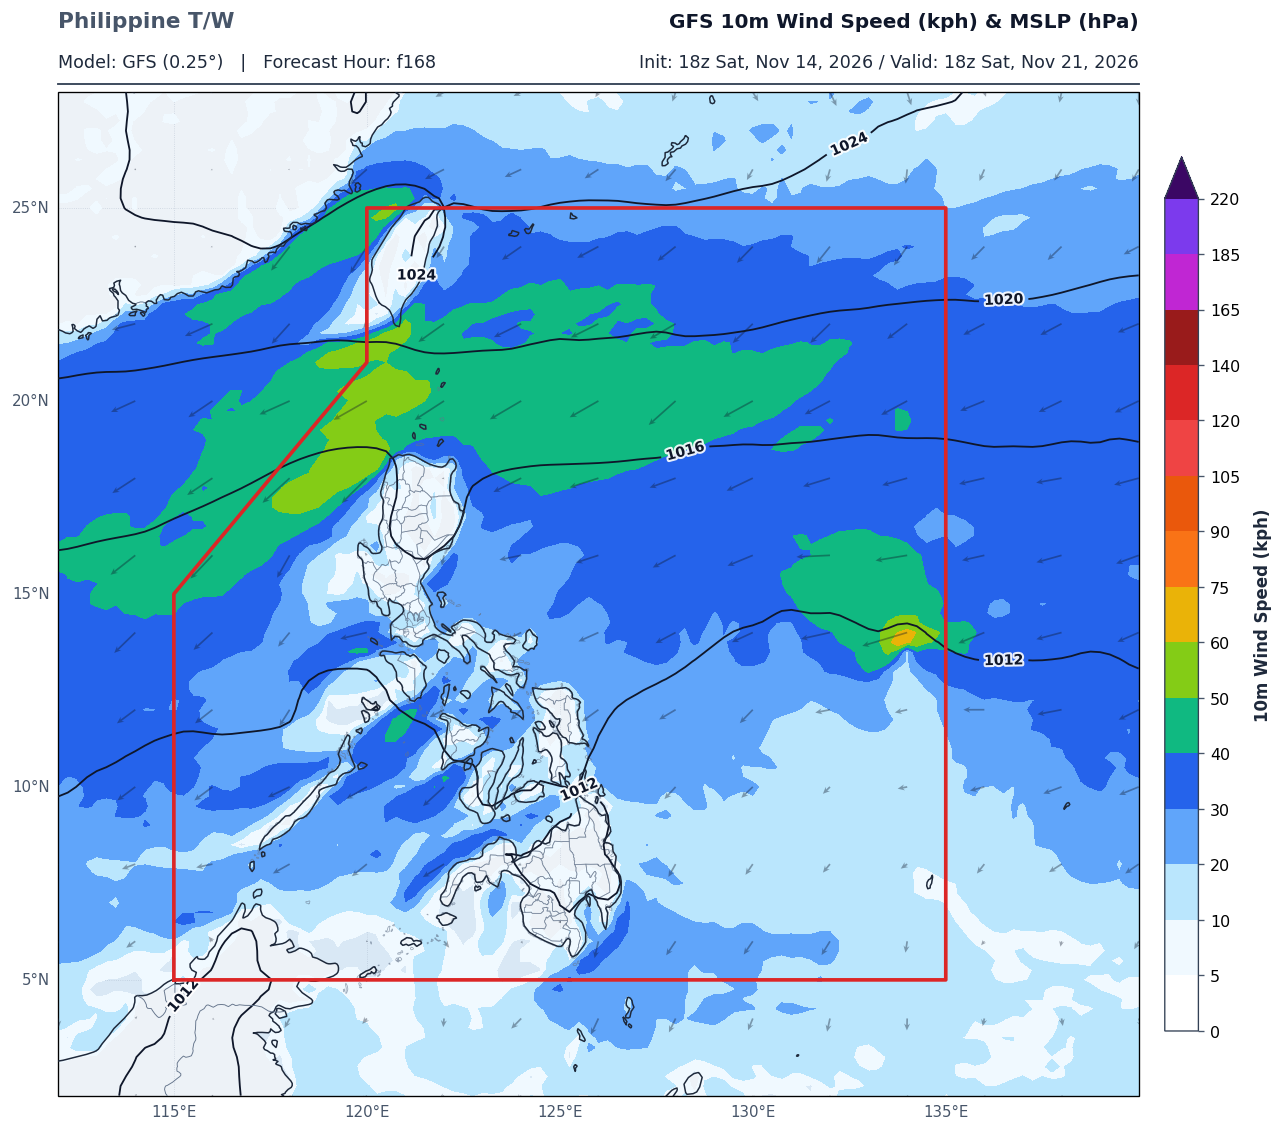 Philippine T/W
GFS 10m Wind Speed (kph) & MSLP (hPa)
Model: GFS (0.25°) | Forecast Hour: f168
Init: 18z Sat, Nov 14, 2026 / Valid: 18z Sat, Nov 21, 2026
1024
1024
1020
1016
1012
1012
1012
25°N
20°N
15°N
10°N
5°N
115°E
120°E
125°E
130°E
135°E
220
185
165
140
120
105
90
75
60
50
40
30
20
10
5
0
10m Wind Speed (kph)